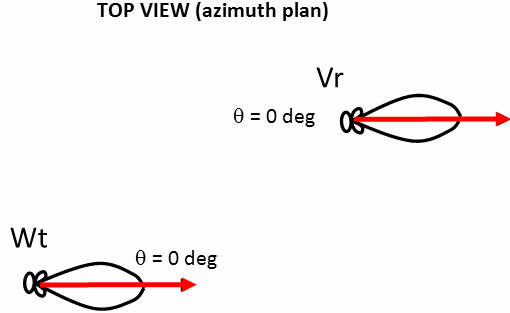 TOP VIEW (azimuth plan)
Vr
θ = 0 deg
Wt
θ = 0 deg